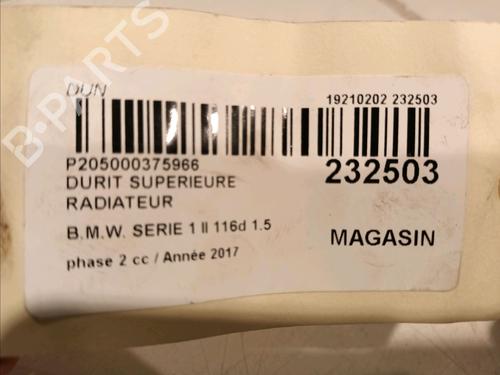 DUN
19210202 232503
P205000375966
232503
DURIT SUPERIEURE
RADIATEUR
B.M.W. SERIE 1 II 116d 1.5
MAGASIN
phase 2 cc / Année 2017
B-PARTS